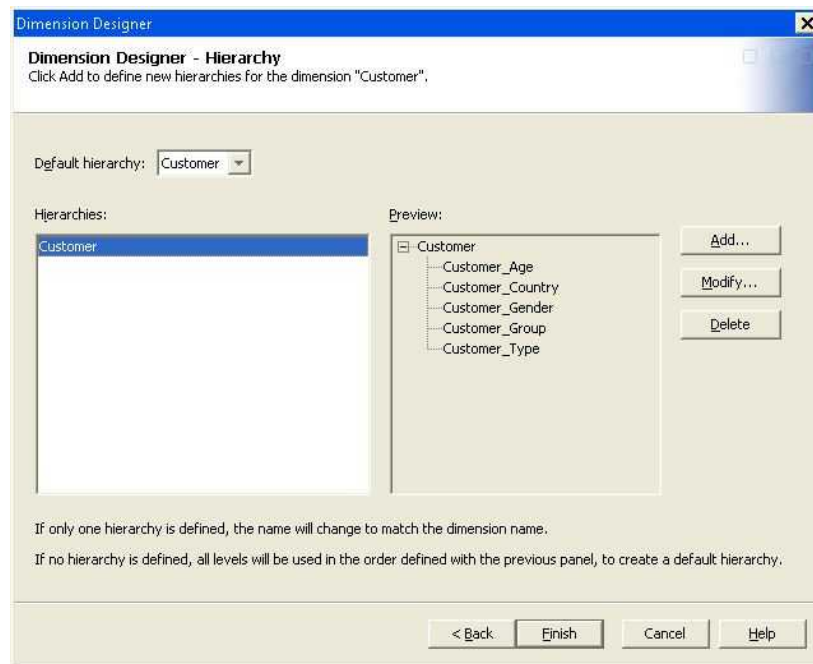 Dimension Designer
Dimension Designer - Hierarchy
Click Add to define new hierarchies for the dimension "Customer".
Default hierarchy: Customer
Hierarchies:
Preview:
Customer
Customer
Customer_Age
Customer_Country
Customer_Gender
Customer_Group
Customer_Type
Add...
Modify...
Delete
If only one hierarchy is defined, the name will change to match the dimension name.
If no hierarchy is defined, all levels will be used in the order defined with the previous panel, to create a default hierarchy.
< Back
Finish
Cancel
Help